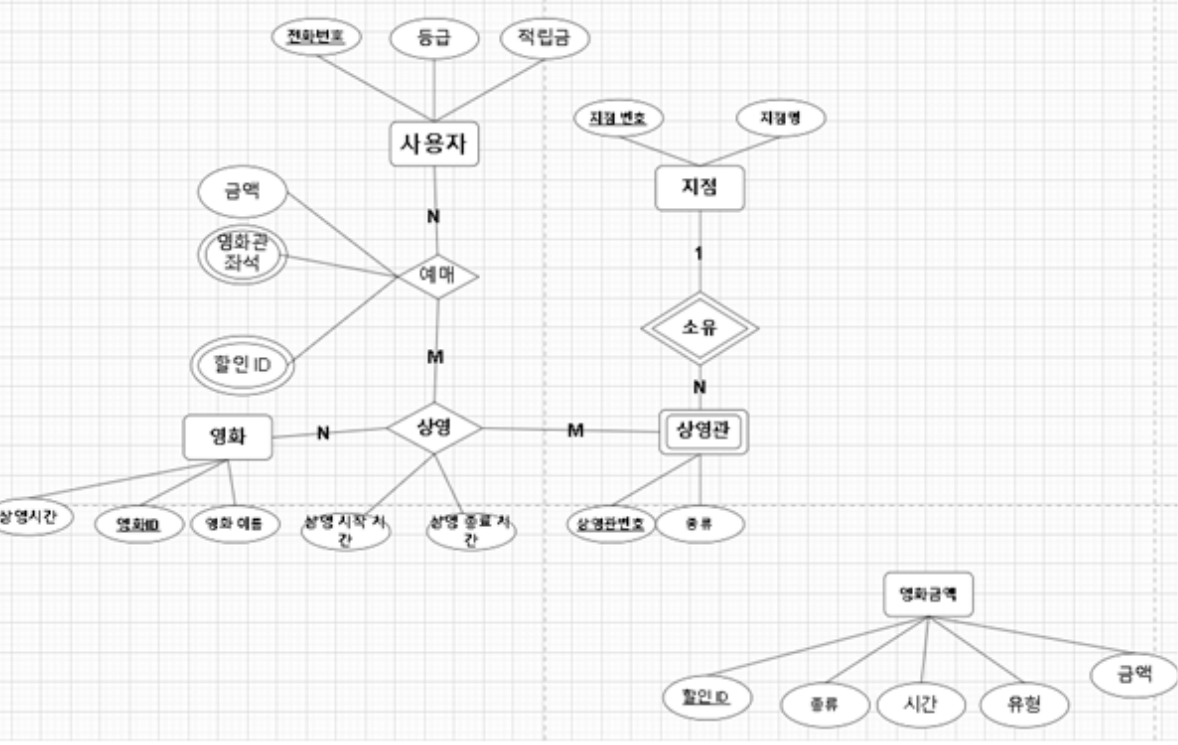 전화번호
등급
적립금
사용자
지점 번호
지점명
지점
금액
N
영화관
좌석
예매
1
소유
할인 ID
M
N
영화
N
상영
M
상영관
상영시간
영화ID
영화 이름
상영 시작 시
간
상영 종료 시
간
상영관번호
종류
영화금액
할인 ID
종류
시간
유형
금액